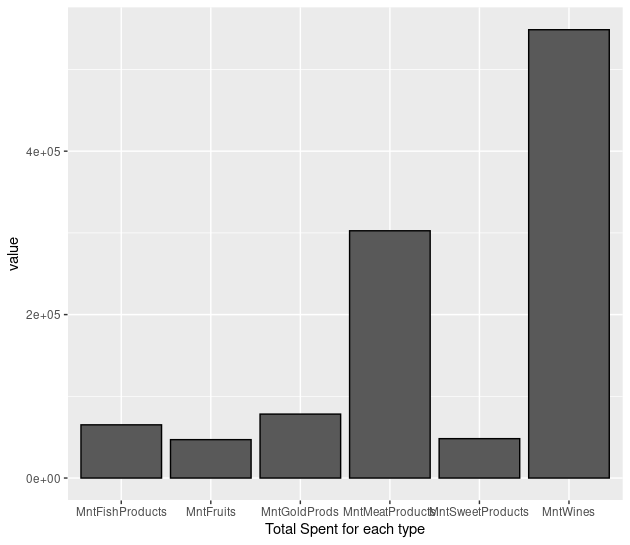 value
4e+05
2e+05
0e+00
MntFishProducts MntFruits MntGoldProds MntMeatProducts MntSweetProducts MntWines
Total Spent for each type